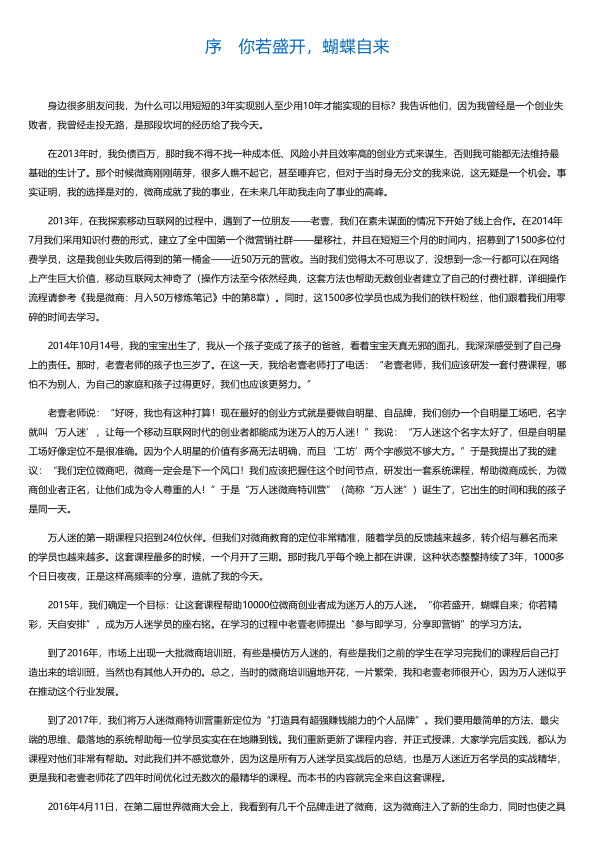 序　你若盛开，蝴蝶自来
身边很多朋友问我，为什么可以用短短的3年实现别人至少用10年才能实现的目标？我告诉他们，因为我曾经是一个创业失
败者，我曾经走投无路，是那段坎坷的经历给了我今天。
在2013年时，我负债百万，那时我不得不找一种成本低、风险小并且效率高的创业方式来谋生，否则我可能都无法维持最
基础的生计了。那个时候微商刚刚萌芽，很多人瞧不起它，甚至唾弃它，但对于当时身无分文的我来说，这无疑是一个机会。事
实证明，我的选择是对的，微商成就了我的事业，在未来几年助我走向了事业的高峰。
2013年，在我探索移动互联网的过程中，遇到了一位朋友——老壹，我们在素未谋面的情况下开始了线上合作。在2014年
7月我们采用知识付费的形式，建立了全中国第一个微营销社群——星移社，并且在短短三个月的时间内，招募到了1500多位付
费学员，这是我创业失败后得到的第一桶金——近50万元的营收。当时我们觉得太不可思议了，没想到一念一行都可以在网络
上产生巨大价值，移动互联网太神奇了（操作方法至今依然经典，这套方法也帮助无数创业者建立了自己的付费社群，详细操作
流程请参考《我是微商：月入50万修炼笔记》中的第8章）。同时，这1500多位学员也成为我们的铁杆粉丝，他们跟着我们用零
碎的时间去学习。
2014年10月14号，我的宝宝出生了，我从一个孩子变成了孩子的爸爸，看着宝宝天真无邪的面孔，我深深感受到了自己身
上的责任。那时，老壹老师的孩子也三岁了。在这一天，我给老壹老师打了电话：“老壹老师，我们应该研发一套付费课程，哪
怕不为别人，为自己的家庭和孩子过得更好，我们也应该更努力。”
老壹老师说：“好呀，我也有这种打算！现在最好的创业方式就是要做自明星、自品牌，我们创办一个自明星工场吧，名字
就叫‘万人迷’，让每一个移动互联网时代的创业者都能成为迷万人的万人迷！”我说：“万人迷这个名字太好了，但是自明星
工场好像定位不是很准确。因为个人明星的价值有多高无法明确，而且‘工坊’两个字感觉不够大方。”于是我提出了我的建
议：“我们定位微商吧，微商一定会是下一个风口！我们应该把握住这个时间节点，研发出一套系统课程，帮助微商成长，为微
商创业者正名，让他们成为令人尊重的人！”于是“万人迷微商特训营”（简称“万人迷”）诞生了，它出生的时间和我的孩子
是同一天。
万人迷的第一期课程只招到24位伙伴。但我们对微商教育的定位非常精准，随着学员的反馈越来越多，转介绍与慕名而来
的学员也越来越多。这套课程最多的时候，一个月开了三期。那时我几乎每个晚上都在讲课，这种状态整整持续了3年，1000多
个日日夜夜，正是这样高频率的分享，造就了我的今天。
2015年，我们确定一个目标：让这套课程帮助10000位微商创业者成为迷万人的万人迷。“你若盛开，蝴蝶自来；你若精
彩，天自安排”，成为万人迷学员的座右铭。在学习的过程中老壹老师提出“参与即学习，分享即营销”的学习方法。
到了2016年，市场上出现一大批微商培训班，有些是模仿万人迷的，有些是我们之前的学生在学习完我们的课程后自己打
造出来的培训班，当然也有其他人开办的。总之，当时的微商培训遍地开花，一片繁荣，我和老壹老师很开心，因为万人迷似乎
在推动这个行业发展。
到了2017年，我们将万人迷微商特训营重新定位为“打造具有超强赚钱能力的个人品牌”。我们要用最简单的方法、最尖
端的思维、最落地的系统帮助每一位学员实实在在地赚到钱。我们重新更新了课程内容，并正式授课，大家学完后实践，都认为
课程对他们非常有帮助。对此我们并不感觉意外，因为这是所有万人迷学员实战后的总结，也是万人迷近万名学员的实战精华，
更是我和老壹老师花了四年时间优化过无数次的最精华的课程。而本书的内容就完全来自这套课程。
2016年4月11日，在第二届世界微商大会上，我看到有几千个品牌走进了微商，这为微商注入了新的生命力，同时也使之具